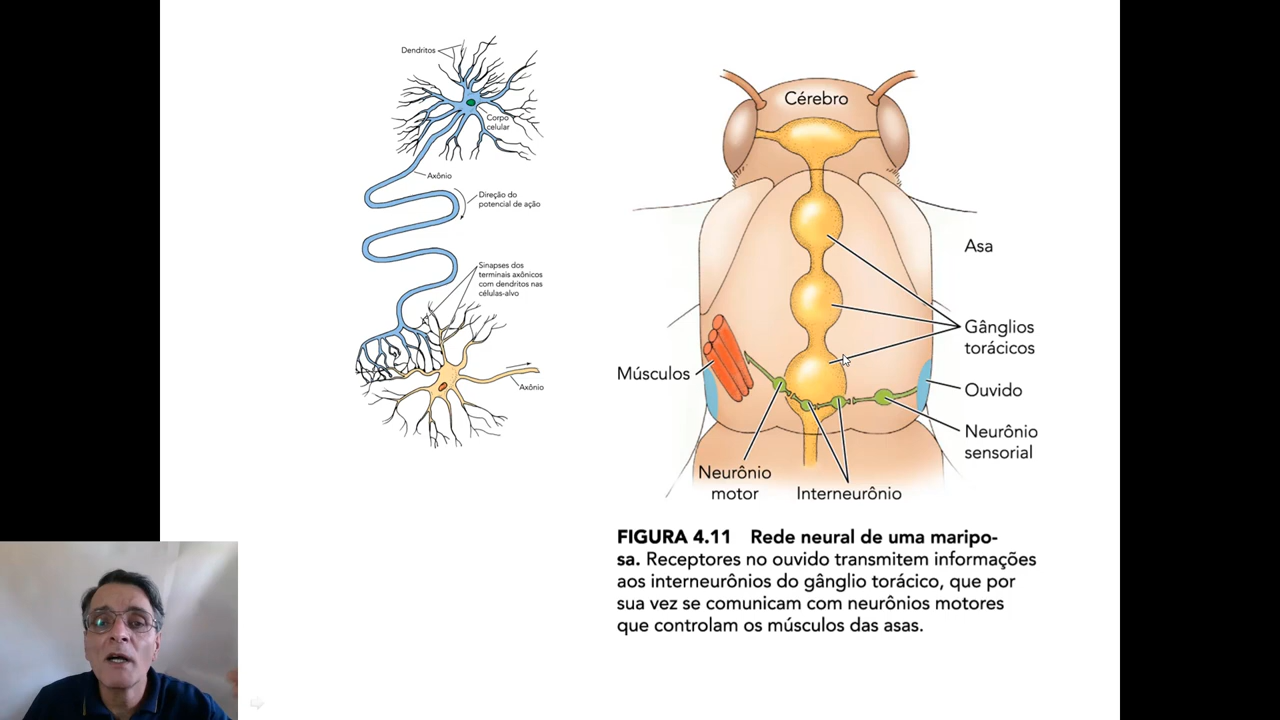 Dendritos
Corpo
celular
Axônio
Direção do
potencial de ação
Sinapses dos
terminais axônicos
com dendritos nas
células-alvo
Axônio
Cérebro
Asa
Gânglios
torácicos
Músculos
Ouvido
Neurônio
sensorial
Neurônio
motor
Interneurônio
FIGURA 4.11 Rede neural de uma maripo-
sa. Receptores no ouvido transmitem informações
aos interneurônios do gânglio torácico, que por
sua vez se comunicam com neurônios motores
que controlam os músculos das asas.